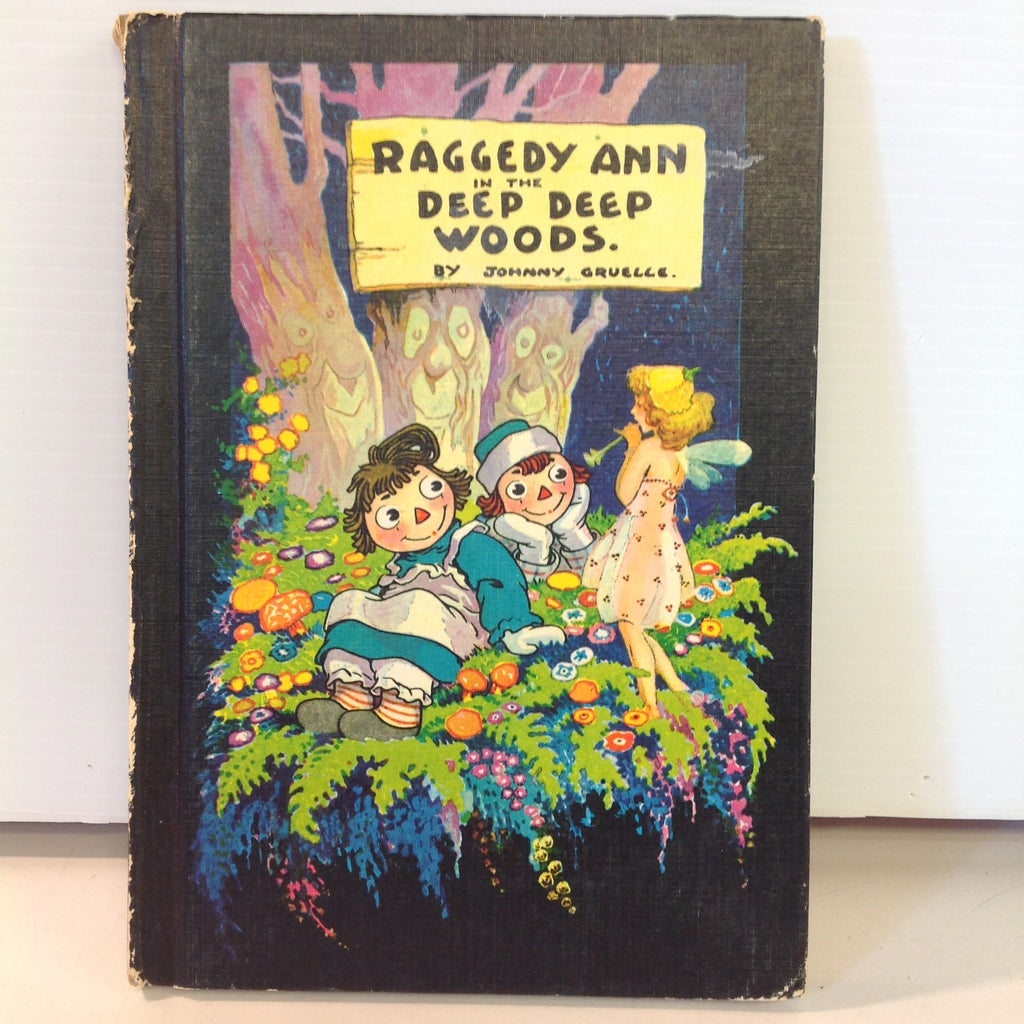 RAGGEDY ANN
IN THE
DEEP DEEP
WOODS.
BY JOHNNY GRUELLE.